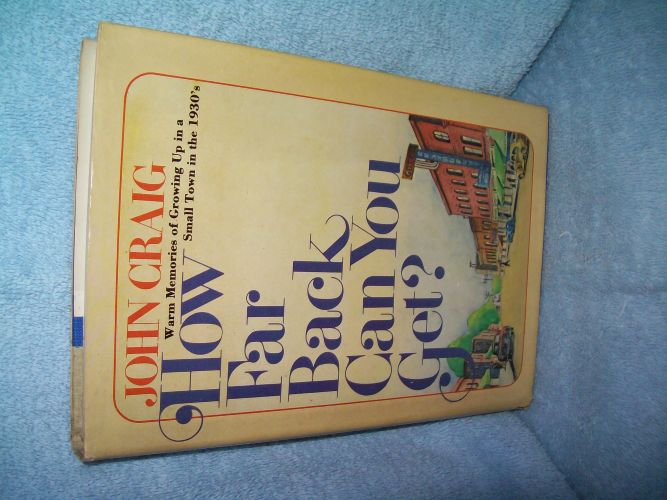 JOHN CRAIG
Warm Memories of Growing Up in a
Small Town in the 1930's
How
Far
Back
Can You
Get?